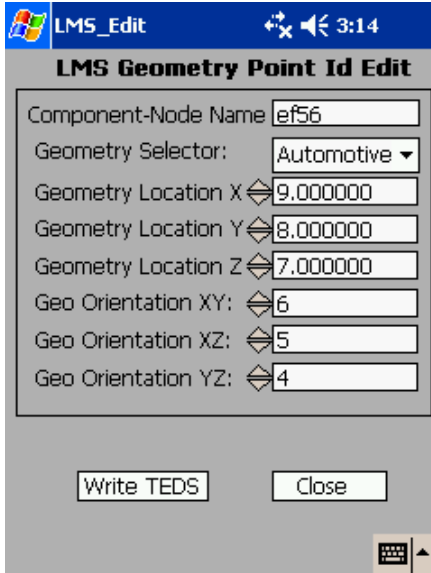 LMS_Edit 3:14
LMS Geometry Point Id Edit
Component-Node Name ef56
Geometry Selector: Automotive
Geometry Location X 9.000000
Geometry Location Y 8.000000
Geometry Location Z 7.000000
Geo Orientation XY: 6
Geo Orientation XZ: 5
Geo Orientation YZ: 4
Write TEDS Close